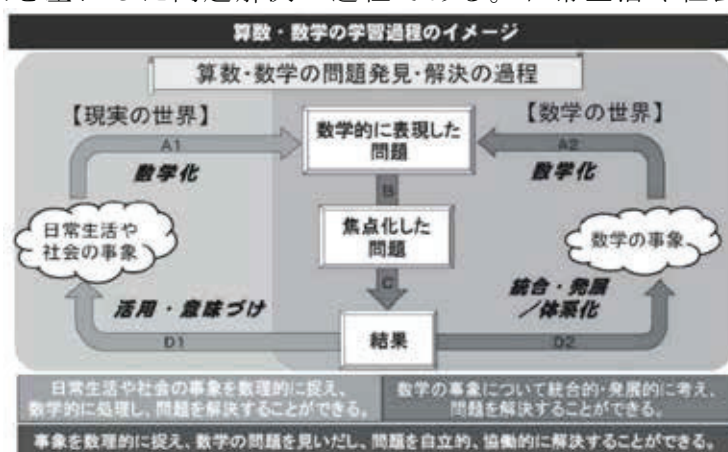 算数・数学の学習過程のイメージ
算数・数学の問題発見・解決の過程
【現実の世界】
【数学の世界】
数学的に表現した
問題
A1
A2
数学化
数学化
B
日常生活や
社会の事象
焦点化した
問題
数学の事象
C
活用・意味づけ
統合・発展
／体系化
結果
D1
D2
日常生活や社会の事象を数理的に捉え、
数学的に処理し、問題を解決することができる。
数学の事象について統合的・発展的に考え、
問題を解決することができる。
事象を数理的に捉え、数学の問題を見いだし、問題を自立的、協働的に解決することができる。